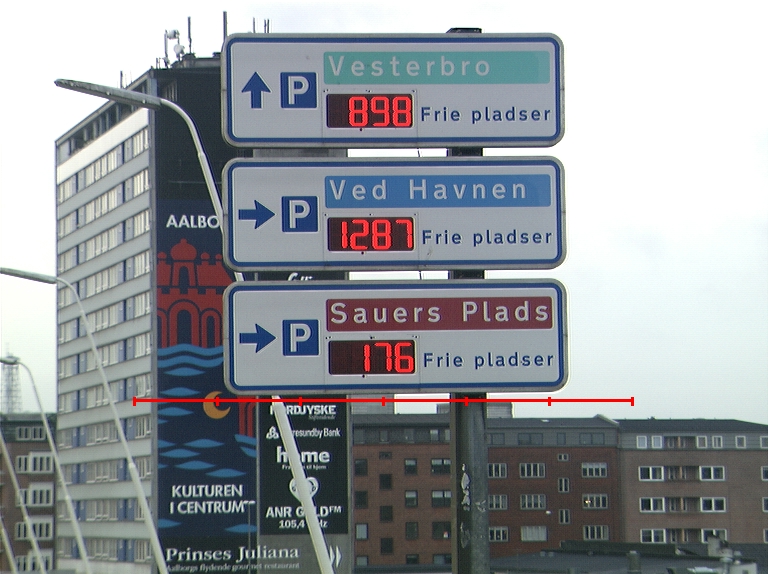 Vesterbro
P
898 Frie pladser
Ved Havnen
P
1287 Frie pladser
Sauers Plads
P
176 Frie pladser
AALBO
KULTUREN
I CENTRUM
NORDJYSKE
home
ANR GULD FM
105,4
Prinses Juliana